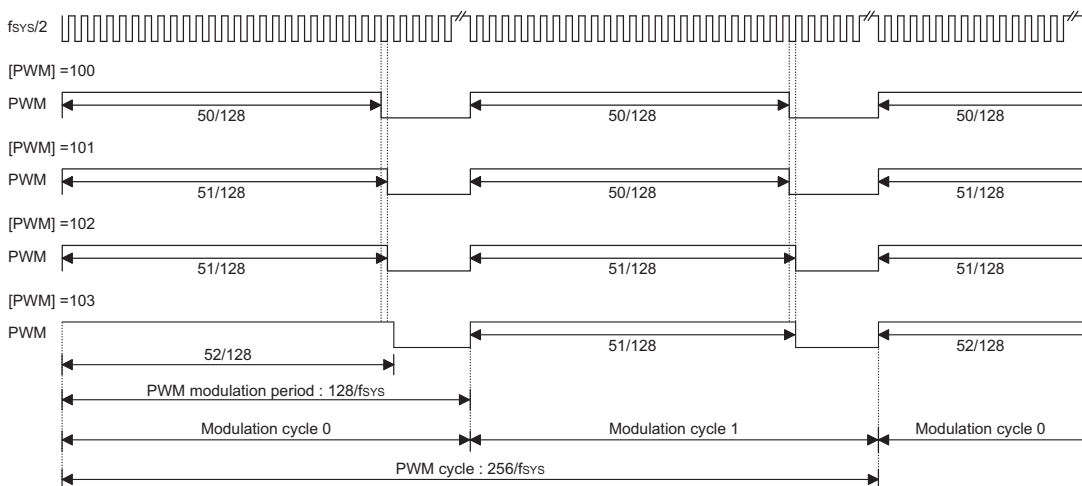 fSYS/2
[PWM] =100
PWM
50/128 50/128 50/128
[PWM] =101
PWM
51/128 50/128 51/128
[PWM] =102
PWM
51/128 51/128 51/128
[PWM] =103
PWM
52/128 51/128 52/128
PWM modulation period : 128/fSYS
Modulation cycle 0 Modulation cycle 1 Modulation cycle 0
PWM cycle : 256/fSYS